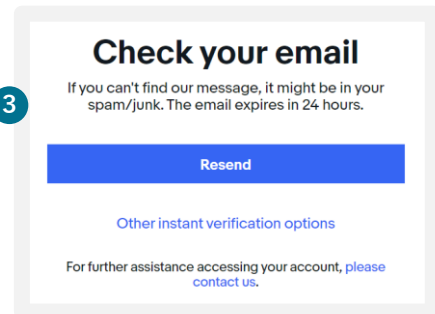 Check your email
3
If you can't find our message, it might be in your
spam/junk. The email expires in 24 hours.
Resend
Other instant verification options
For further assistance accessing your account, please
contact us.